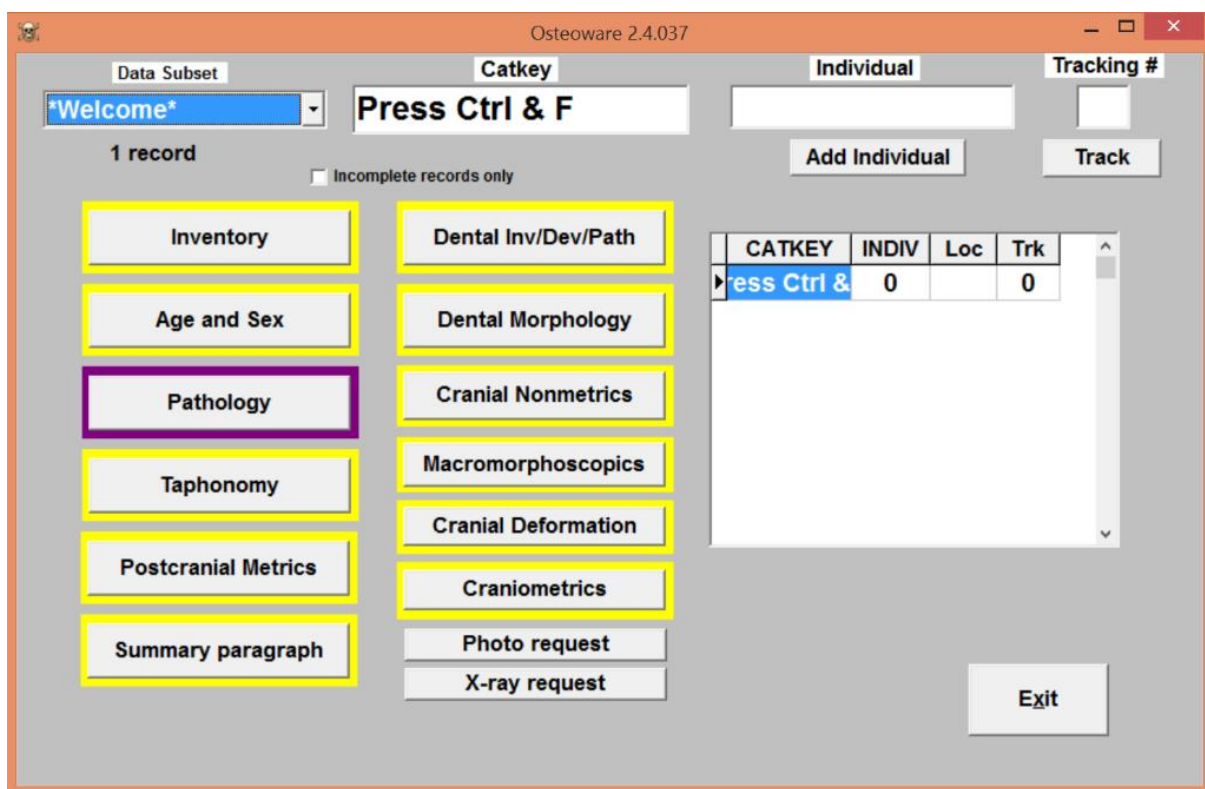 Osteoware 2.4.037
Data Subset
Catkey
Individual
Tracking #
*Welcome*
Press Ctrl & F
1 record
Add Individual
Track
Incomplete records only
Inventory
Dental Inv/Dev/Path
CATKEY INDIV Loc Trk
ress Ctrl & 0 0
Age and Sex
Dental Morphology
Pathology
Cranial Nonmetrics
Taphonomy
Macromorphoscopics
Cranial Deformation
Postcranial Metrics
Craniometrics
Summary paragraph
Photo request
X-ray request
Exit